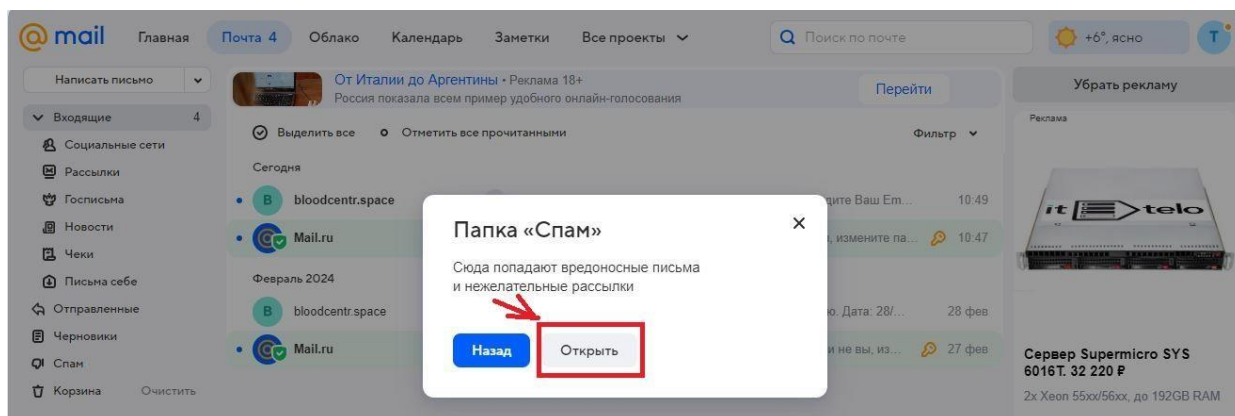 @mail Главная Почта 4 Облако Календарь Заметки Все проекты Поиск по почте +6°, ясно Т
Написать письмо
Входящие 4
Социальные сети
Рассылки
Госписьма
Новости
Чеки
Письма себе
Отправленные
Черновики
Спам
Корзина Очистить
От Италии до Аргентины • Реклама 18+
Россия показала всем пример удобного онлайн-голосования
Перейти
Выделить все Отметить все прочитанными Фильтр
Сегодня
B bloodcentr.space дите Ваш Em... 10:49
Mail.ru , измените па... 10:47
Февраль 2024
B bloodcentr.space ю. Дата: 28/... 28 фев
Mail.ru и не вы, из... 27 фев
Папка «Спам»
Сюда попадают вредоносные письма
и нежелательные рассылки
Назад Открыть
Убрать рекламу
Реклама
it telo
Сервер Supermicro SYS
6016T. 32 220 ₽
2x Xeon 55xx/56xx, до 192GB RAM